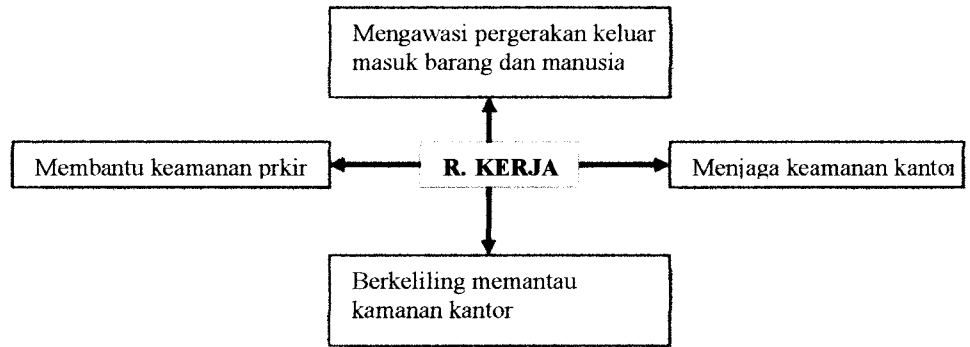 Mengawasi pergerakan keluar
masuk barang dan manusia
Membantu keamanan prkir
R. KERJA
Menjaga keamanan kantor
Berkeliling memantau
kamanan kantor